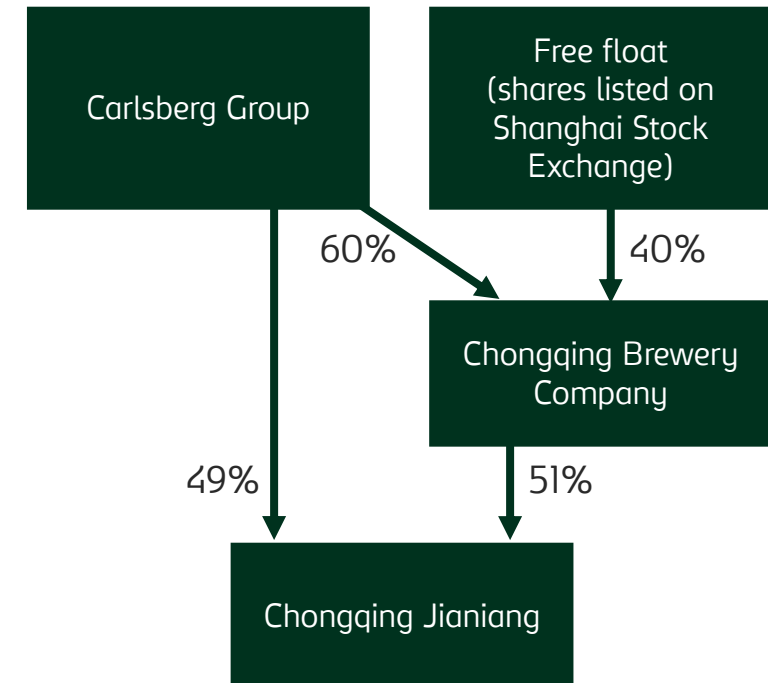 Carlsberg Group
Free float
(shares listed on
Shanghai Stock
Exchange)
60%
40%
Chongqing Brewery
Company
49%
51%
Chongqing Jianiang